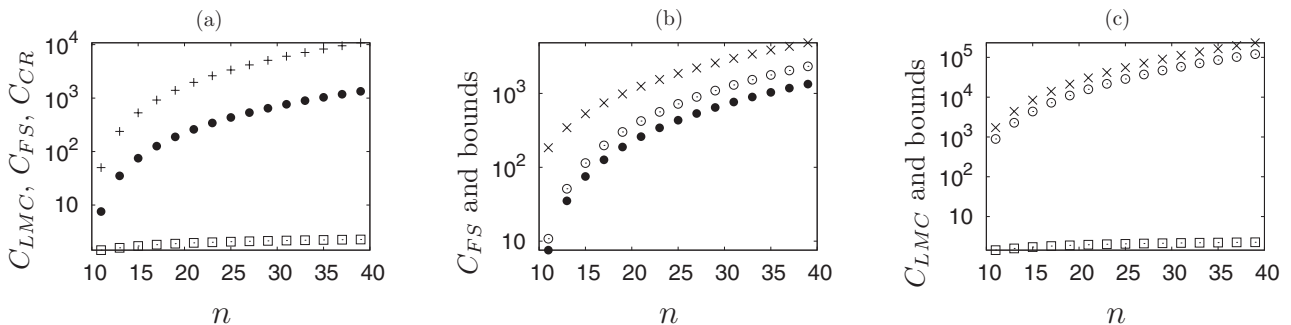 (a)
C_{LMC}, C_{FS}, C_{CR}
10^4
10^3
10^2
10
10 15 20 25 30 35 40
n
(b)
C_{FS} and bounds
10^3
10^2
10
10 15 20 25 30 35 40
n
(c)
C_{LMC} and bounds
10^5
10^4
10^3
10^2
10
10 15 20 25 30 35 40
n